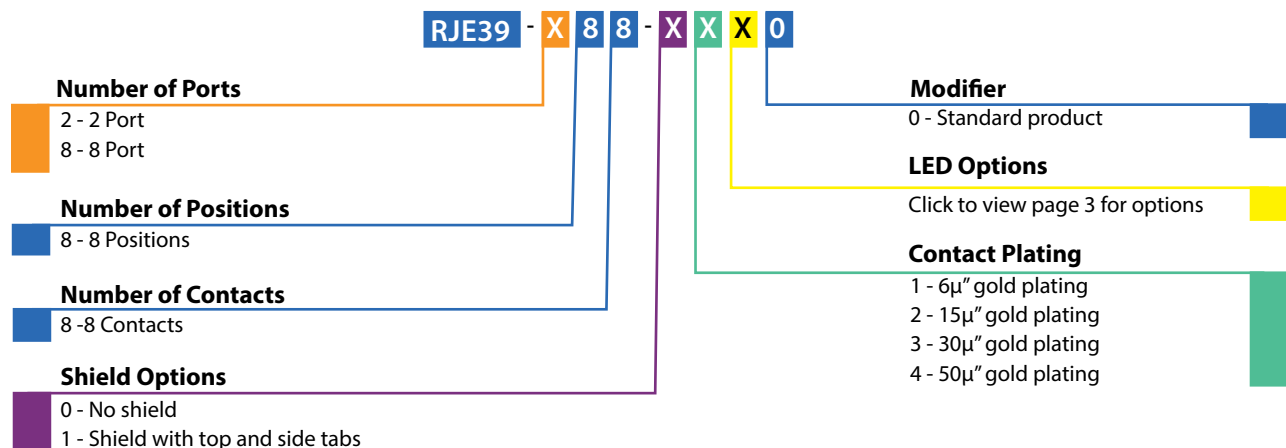 RJE39 - X 8 8 - X X X 0
Number of Ports
2 - 2 Port
8 - 8 Port
Number of Positions
8 - 8 Positions
Number of Contacts
8 -8 Contacts
Shield Options
0 - No shield
1 - Shield with top and side tabs
Modifier
0 - Standard product
LED Options
Click to view page 3 for options
Contact Plating
1 - 6µ” gold plating
2 - 15µ” gold plating
3 - 30µ” gold plating
4 - 50µ” gold plating